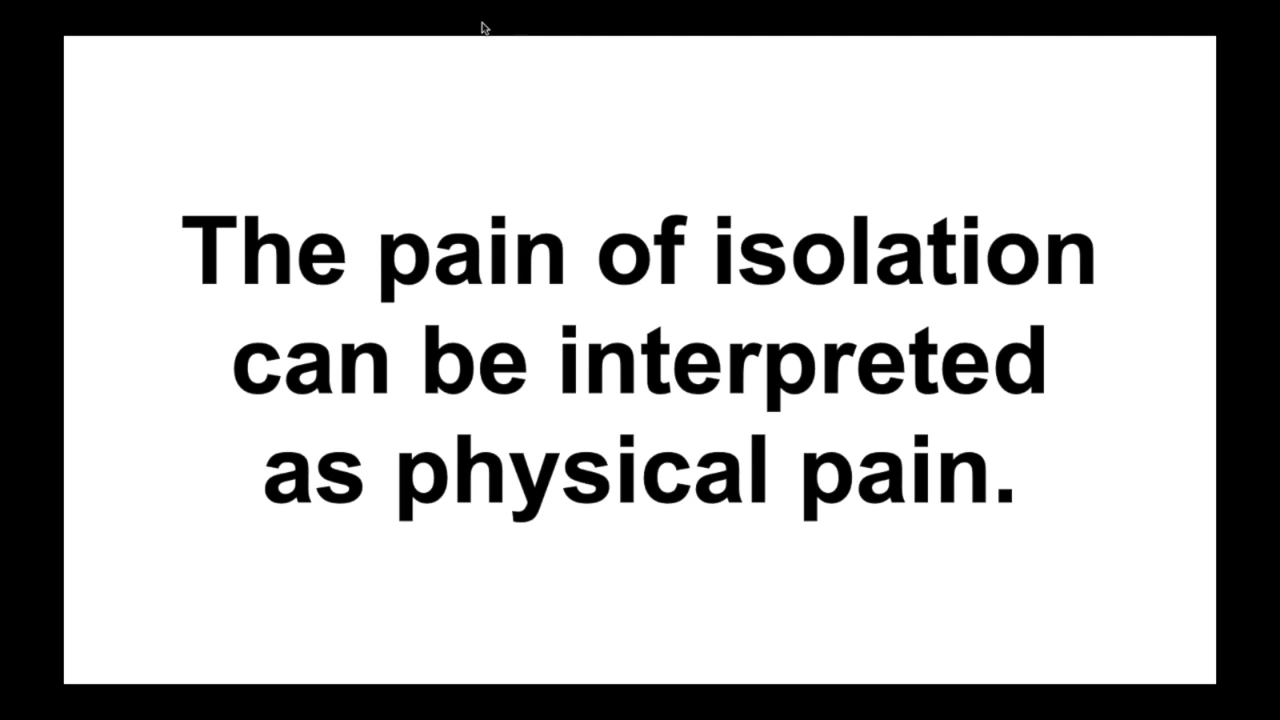 The pain of isolation
can be interpreted
as physical pain.